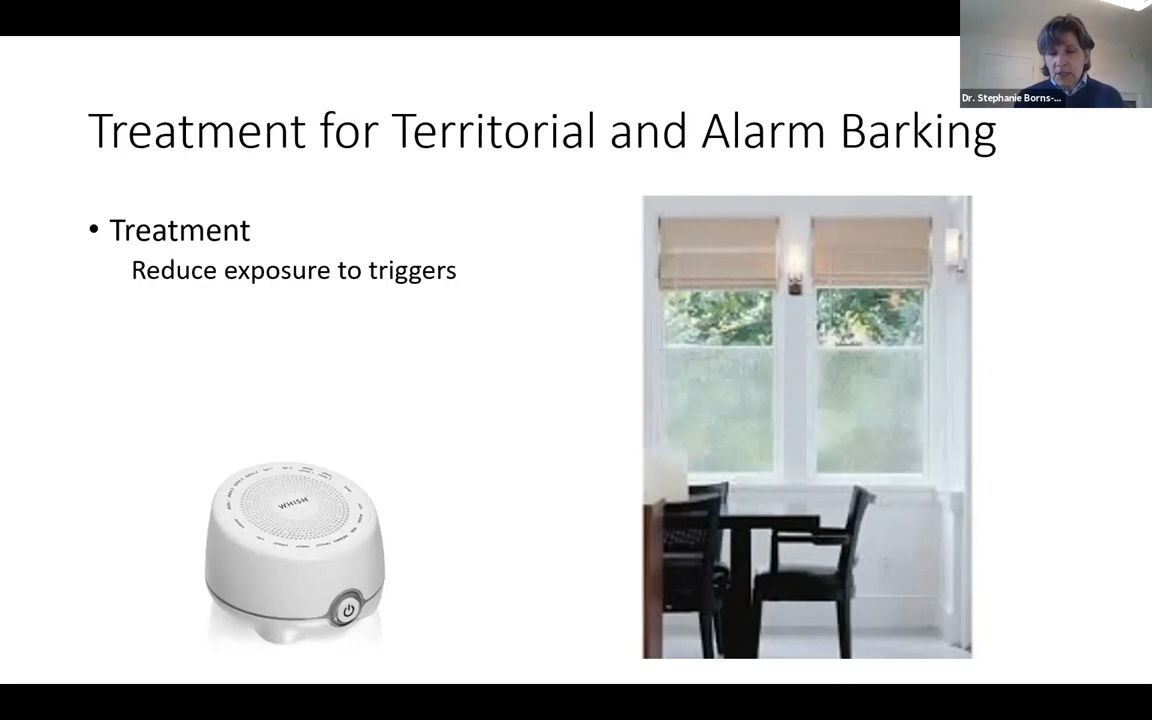 Dr. Stephanie Borns-...
Treatment for Territorial and Alarm Barking
• Treatment
Reduce exposure to triggers
WHISH